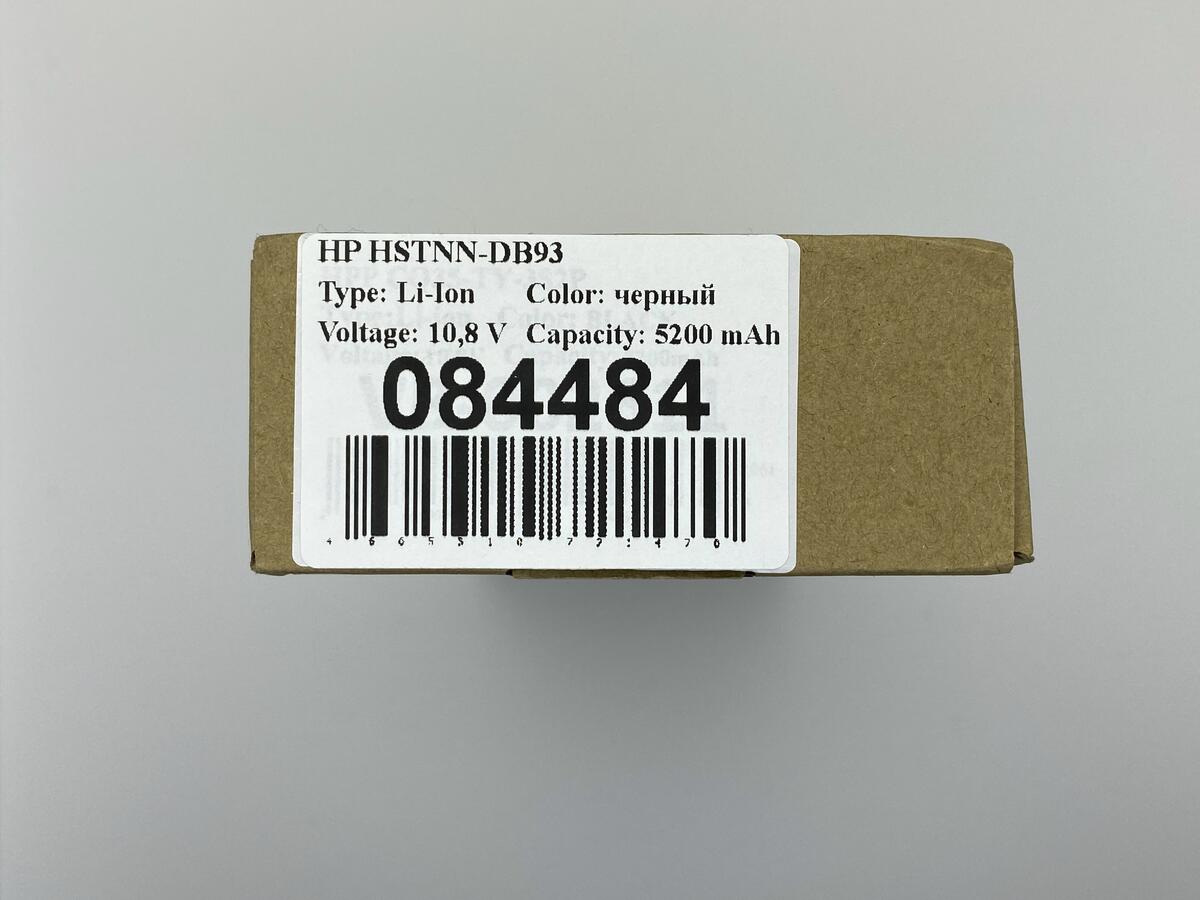 HP HSTNN-DB93
Type: Li-Ion Color: черный
Voltage: 10,8 V Capacity: 5200 mAh
084484